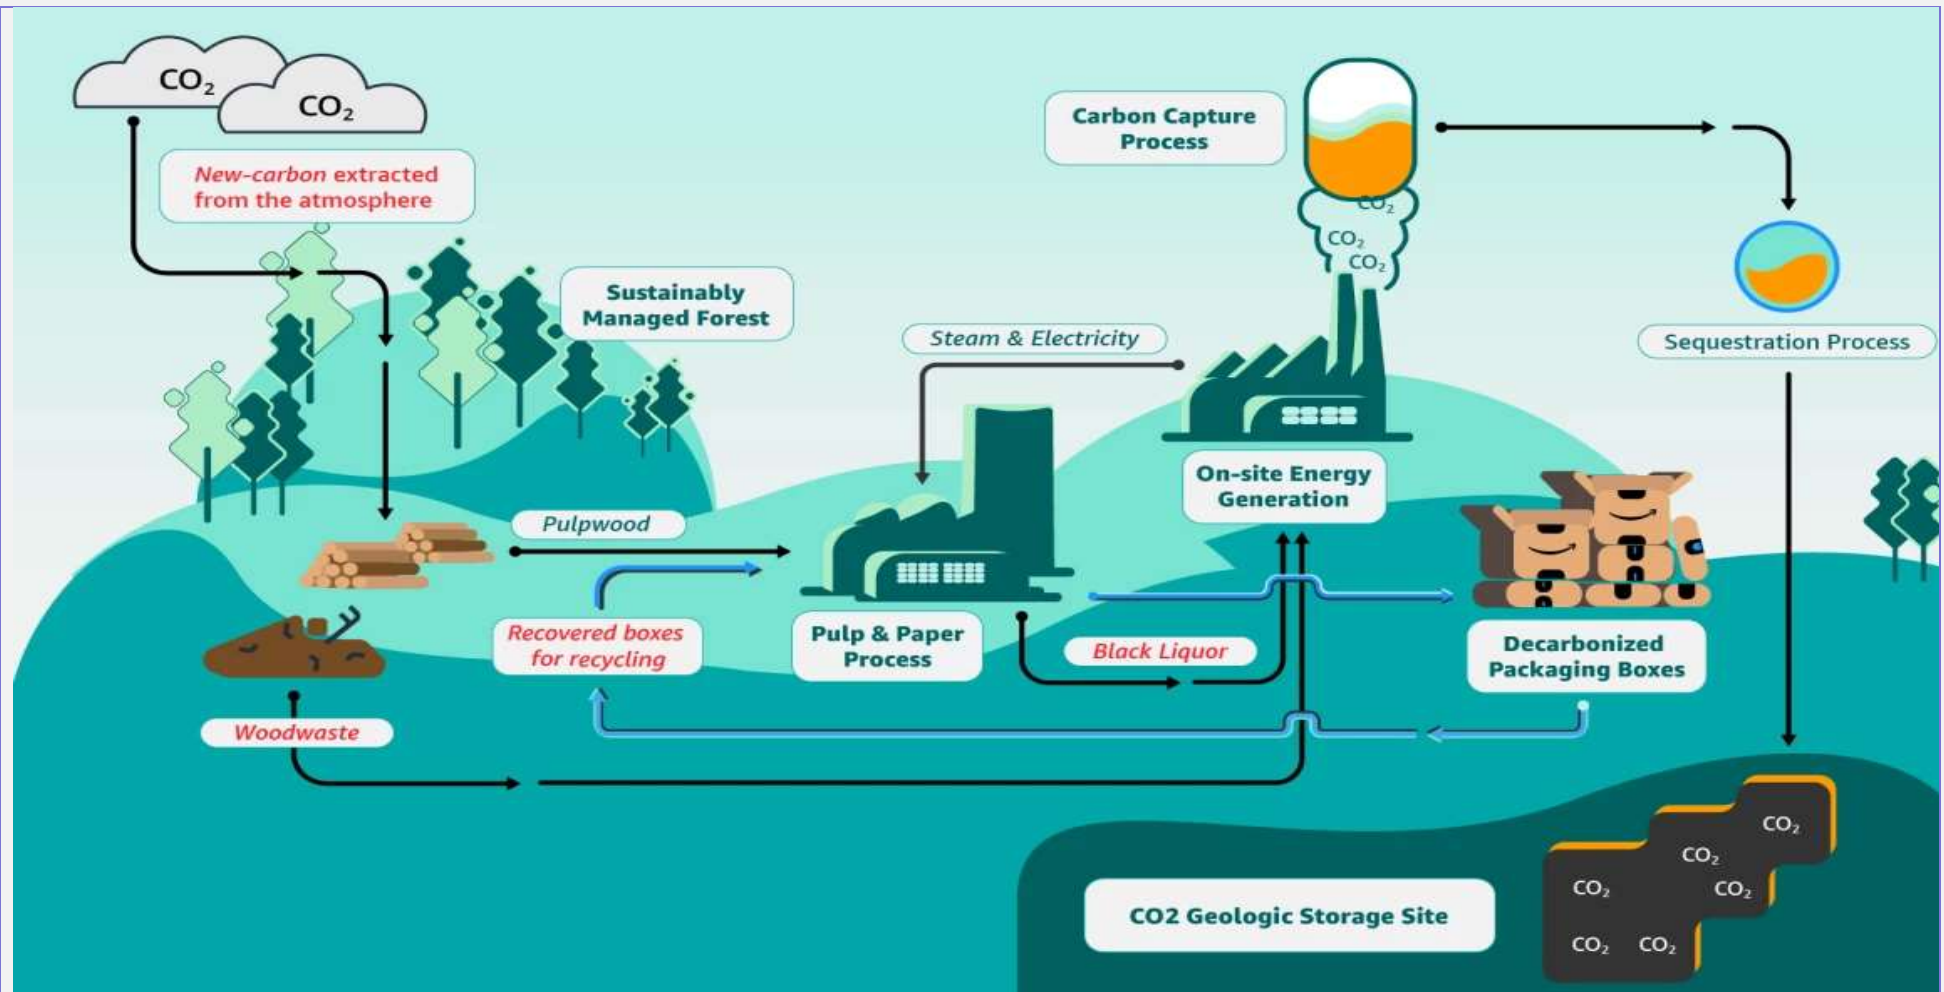 CO₂
CO₂
New-carbon extracted
from the atmosphere
Sustainably
Managed Forest
Carbon Capture
Process
CO₂
CO₂
CO₂
Steam & Electricity
Sequestration Process
On-site Energy
Generation
Pulpwood
Recovered boxes
for recycling
Pulp & Paper
Process
Black Liquor
Decarbonized
Packaging Boxes
Woodwaste
CO2 Geologic Storage Site
CO₂
CO₂
CO₂
CO₂
CO₂
CO₂